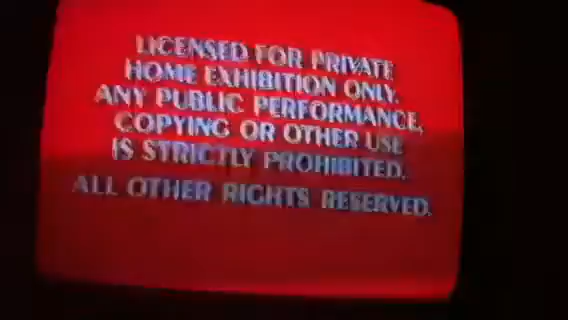 LICENSED FOR PRIVATE
HOME EXHIBITION ONLY.
ANY PUBLIC PERFORMANCE,
COPYING OR OTHER USE
IS STRICTLY PROHIBITED.
ALL OTHER RIGHTS RESERVED.